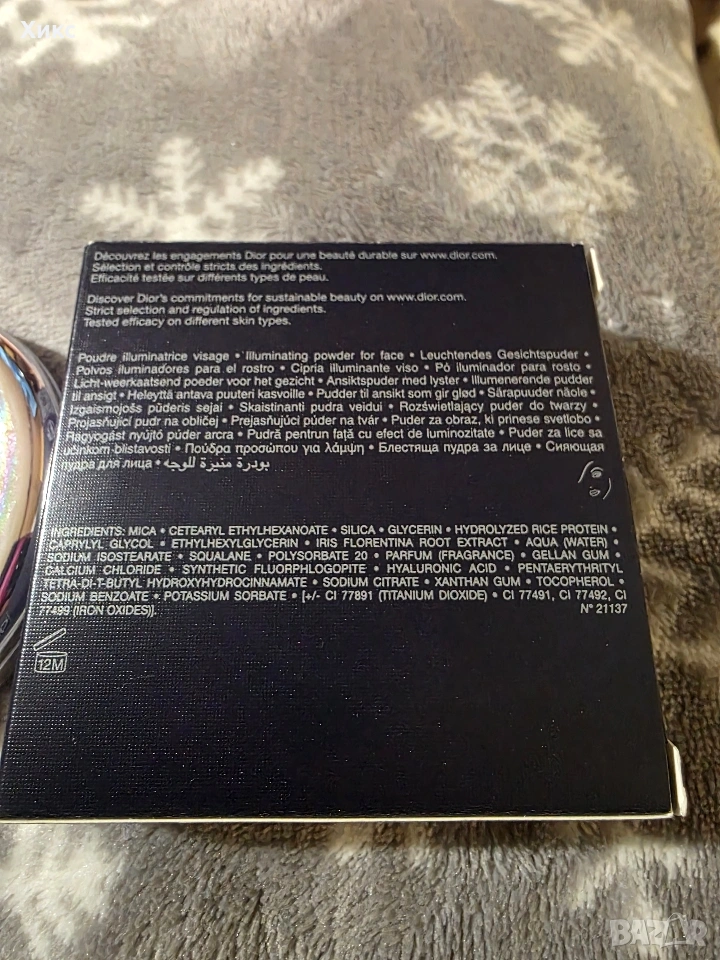 Хикс
Découvrez les engagements Dior pour une beauté durable sur www.dior.com.
Sélection et contrôle stricts des ingrédients.
Efficacité testée sur différents types de peau.
Discover Dior's commitments for sustainable beauty on www.dior.com.
Strict selection and regulation of ingredients.
Tested efficacy on different skin types.
Poudre illuminatrice visage • Illuminating powder for face • Leuchtendes Gesichtspuder •
Polvos iluminadores para el rostro • Cipria illuminante viso • Pó iluminador para rosto •
Licht-weerkaatsend poeder voor het gezicht • Ansiktspuder med lyster • Illumenerende pudder
til ansigt • Heleyttä antava puuteri kasvoille • Pudder til ansikt som gir glød • Särapuuder näole •
Izgaismojošs pūderis sejai • Skaistinanti pudra veidui • Rozświetlający puder do twarzy •
Projasňující pudr na obličej • Prejasňujúci púder na tvár • Puder za obraz, ki prinese svetlobo •
Ragyogást nyújtó púder arcra • Pudră pentrun față cu efect de luminozitate • Puder za lice sa
učinkom blistavosti • Πούδρα προσώπου για λάμψη • Блестяща пудра за лице • Сияющая
пудра для лица • بودرة منيرة للوجه
INGREDIENTS: MICA • CETEARYL ETHYLHEXANOATE • SILICA • GLYCERIN • HYDROLYZED RICE PROTEIN •
CAPRYLYL GLYCOL • ETHYLHEXYLGLYCERIN • IRIS FLORENTINA ROOT EXTRACT • AQUA (WATER) •
SODIUM ISOSTEARATE • SQUALANE • POLYSORBATE 20 • PARFUM (FRAGRANCE) • GELLAN GUM •
CALCIUM CHLORIDE • SYNTHETIC FLUORPHLOGOPITE • HYALURONIC ACID • PENTAERYTHRITYL
TETRA-DI-T-BUTYL HYDROXYHYDROCINNAMATE • SODIUM CITRATE • XANTHAN GUM • TOCOPHEROL •
SODIUM BENZOATE • POTASSIUM SORBATE • [+/- CI 77891 (TITANIUM DIOXIDE) • CI 77491, CI 77492, CI
77499 (IRON OXIDES)]. N° 21137
12M
BAZAR